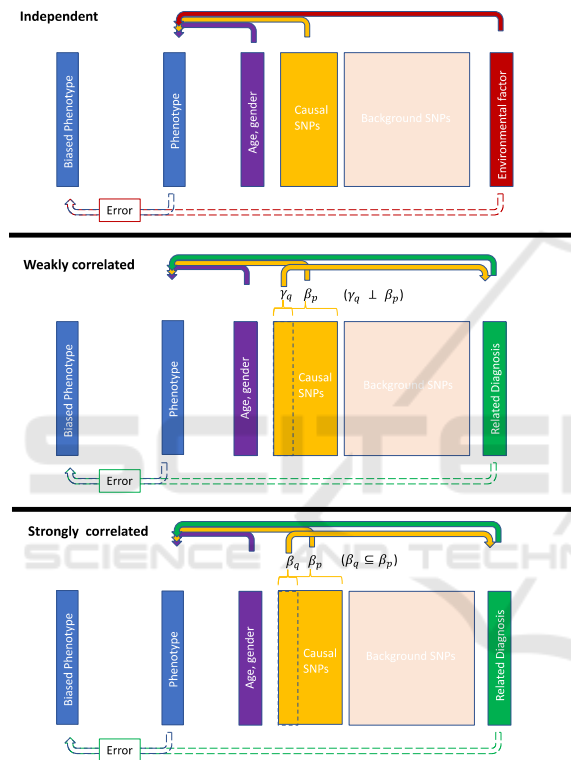 Independent
Biased Phenotype
Phenotype
Age, gender
Causal
SNPs
Background SNPs
Environmental factor
Error
Weakly correlated
γq βp (γq ⊥ βp)
Biased Phenotype
Phenotype
Age, gender
Causal
SNPs
Background SNPs
Related Diagnosis
Error
Strongly correlated
βq βp (βq ⊆ βp)
Biased Phenotype
Phenotype
Age, gender
Causal
SNPs
Background SNPs
Related Diagnosis
Error